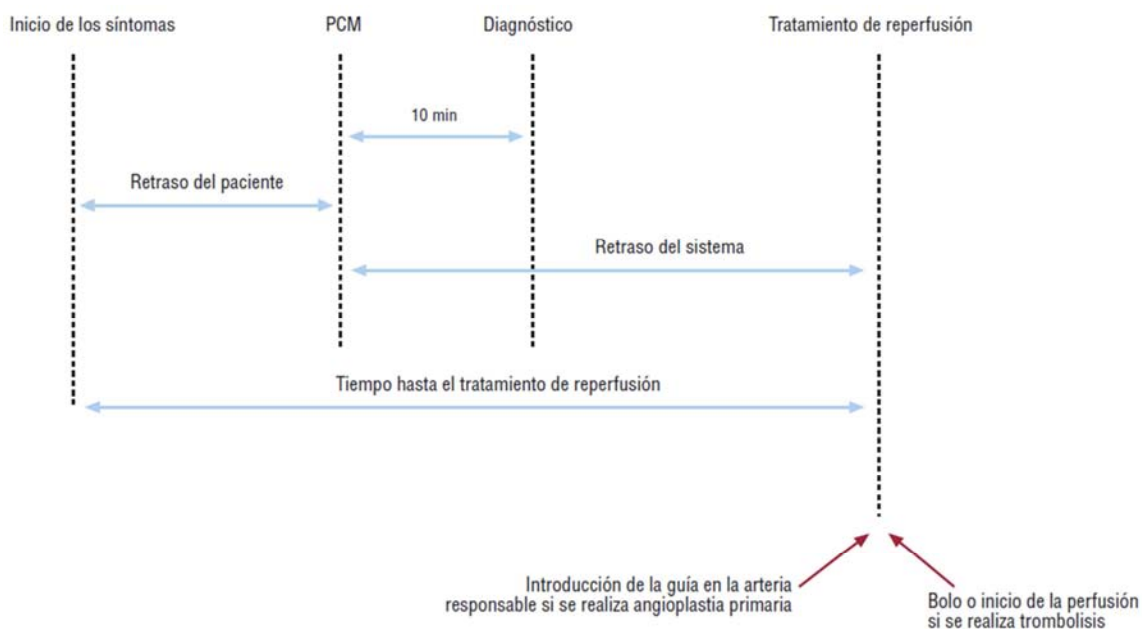 Inicio de los síntomas
PCM
Diagnóstico
Tratamiento de reperfusión
10 min
Retraso del paciente
Retraso del sistema
Tiempo hasta el tratamiento de reperfusión
Introducción de la guía en la arteria
responsable si se realiza angioplastia primaria
Bolo o inicio de la perfusión
si se realiza trombolisis